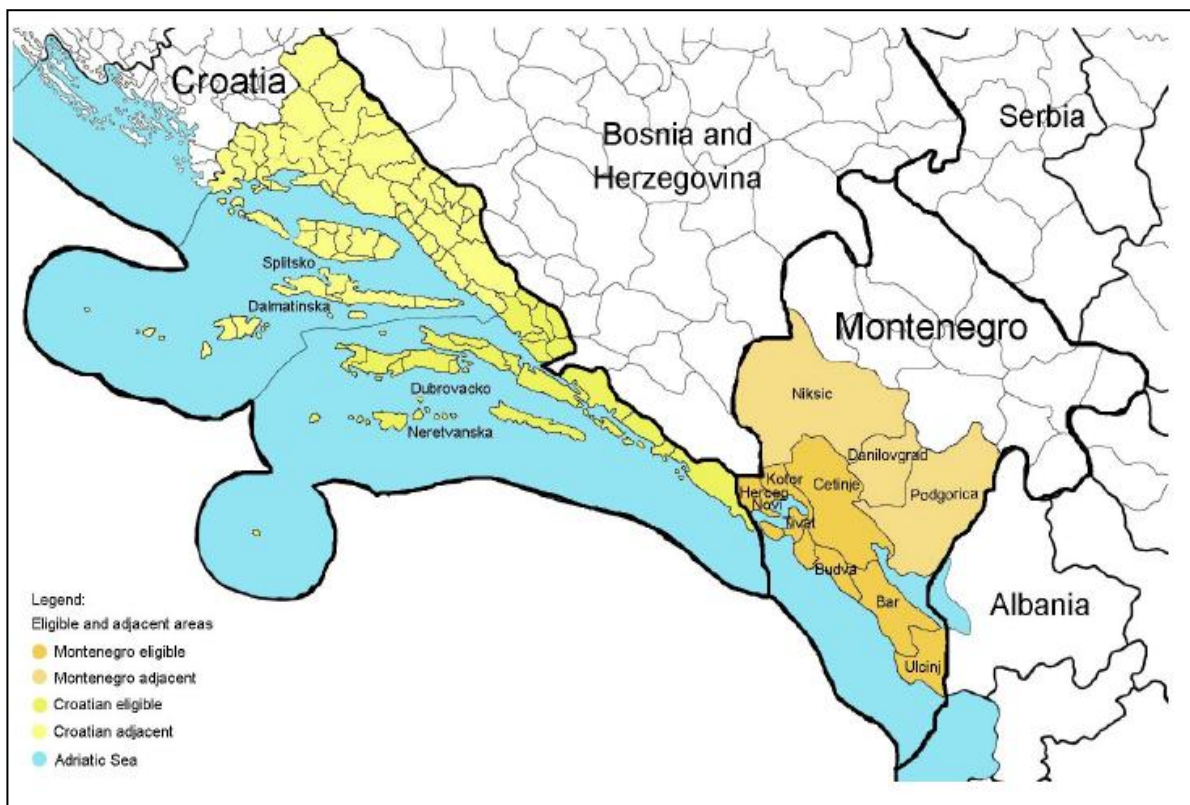 Croatia
Bosnia and
Herzegovina
Serbia
Splitsko
Dalmatinska
Montenegro
Dubrovacko
Neretvanska
Niksic
Danilovgrad
Kotor
Cetinje
Podgorica
Herceg
Novi
Tivat
Budva
Bar
Albania
Ulcinj
Legend:
Eligible and adjacent areas
Montenegro eligible
Montenegro adjacent
Croatian eligible
Croatian adjacent
Adriatic Sea